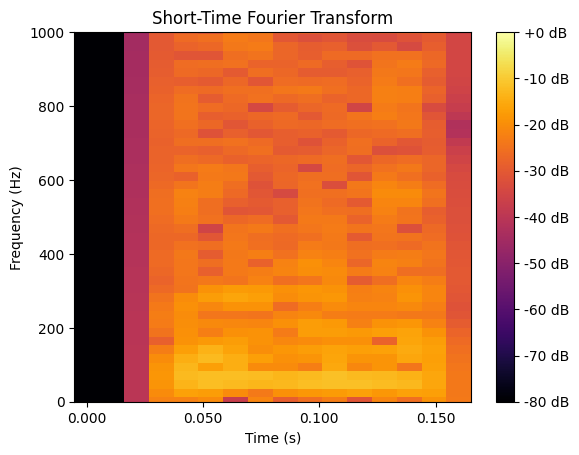 Short-Time Fourier Transform
1000
800
600
400
200
0
Frequency (Hz)
0.000
0.050
0.100
0.150
Time (s)
+0 dB
-10 dB
-20 dB
-30 dB
-40 dB
-50 dB
-60 dB
-70 dB
-80 dB